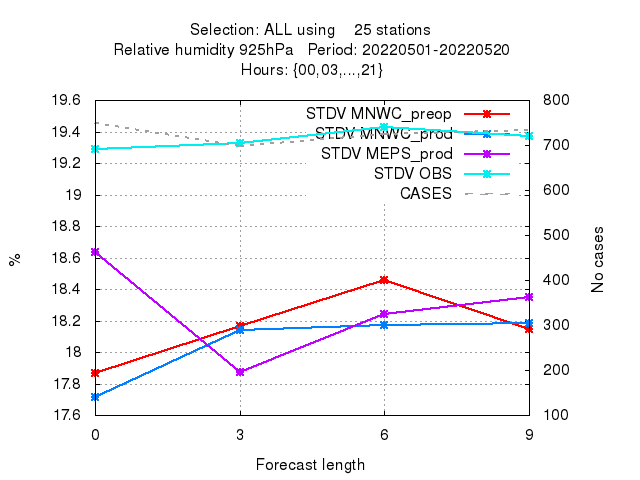 Selection: ALL using 25 stations
Relative humidity 925hPa Period: 20220501-20220520
Hours: {00,03,...,21}
19.6
19.4
19.2
19
18.8
18.6
18.4
18.2
18
17.8
17.6
%
STDV MNWC_preop
STDV MNWC_prod
STDV MEPS_prod
STDV OBS
CASES
800
700
600
500
400
300
200
100
No cases
0 3 6 9
Forecast length